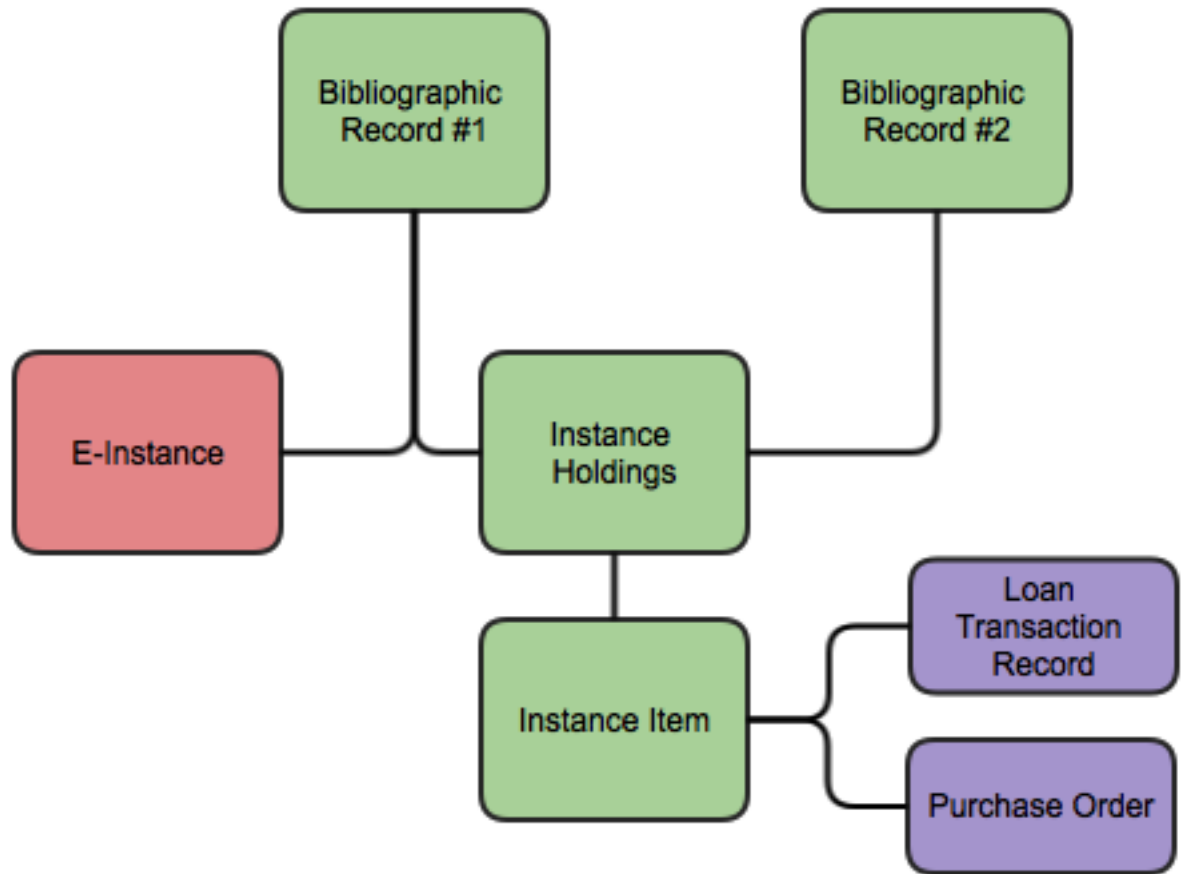 Bibliographic
Record #1
Bibliographic
Record #2
E-Instance
Instance
Holdings
Instance Item
Loan
Transaction
Record
Purchase Order